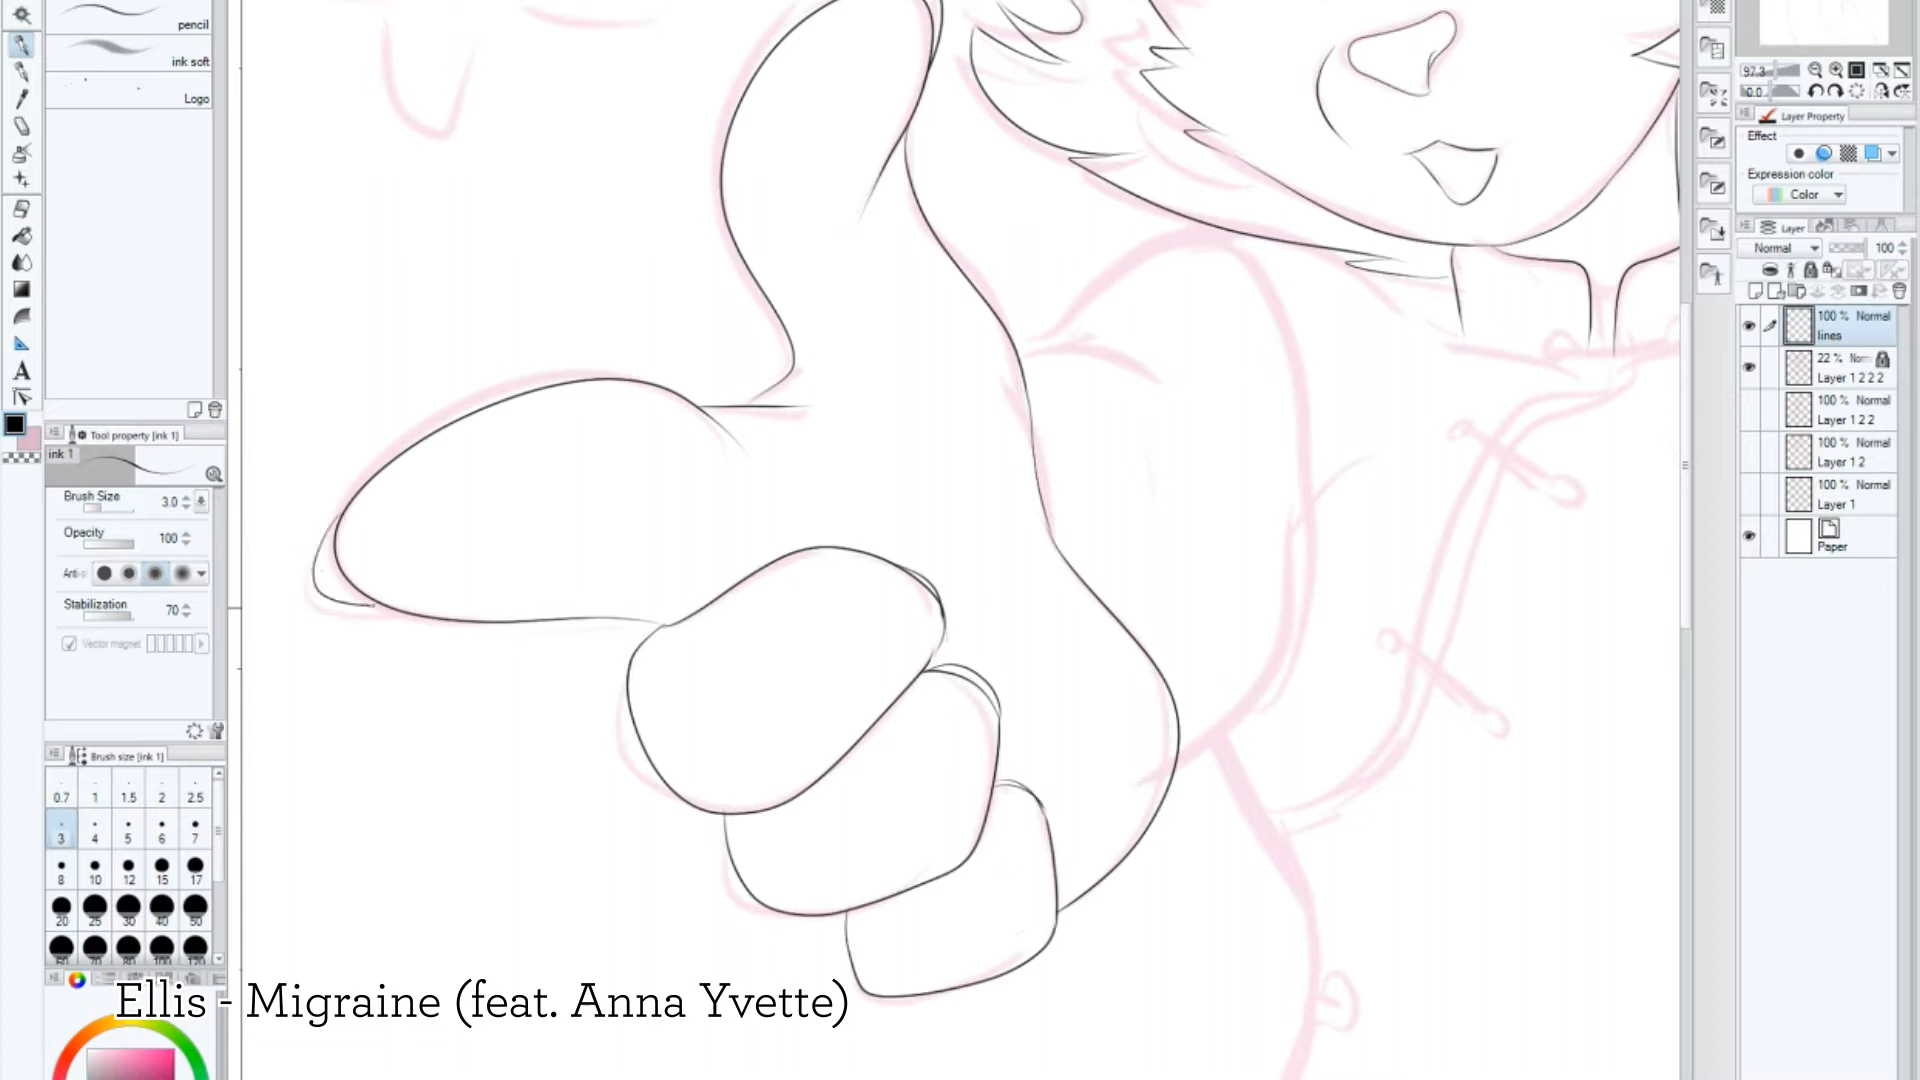 pencil
ink soft
Logo
Tool property [ink 1]
ink 1
Brush Size 3.0
Opacity 100
Stabilization 70
Vector magnet
Brush size [ink 1]
0.7 1 1.5 2 2.5
3 4 5 6 7
8 10 12 15 17
20 25 30 40 50
Ellis - Migraine (feat. Anna Yvette)
97.3
0.0
Layer Property
Effect
Expression color
Color
Layer
Normal 100
100 % Normal
lines
22 %
Layer 1 2 2 2
100 % Normal
Layer 1 2 2
100 % Normal
Layer 1 2
100 % Normal
Layer 1
Paper